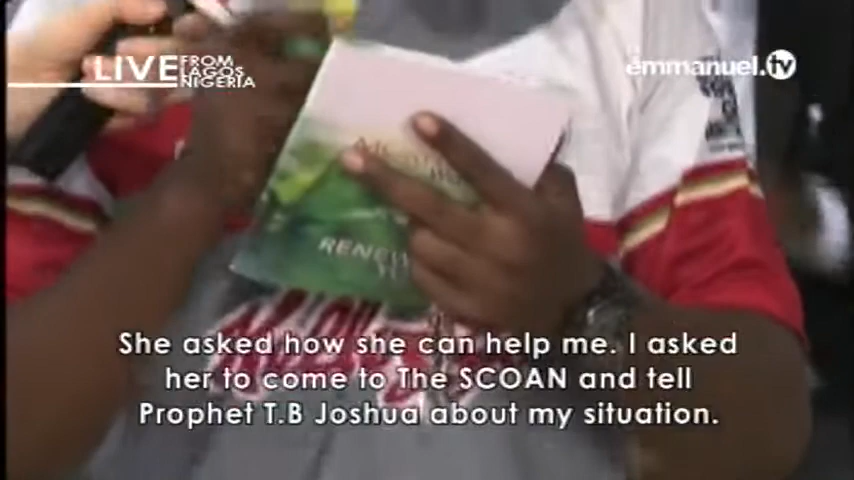 LIVE FROM
LAGOS
NIGERIA
emmanuel.tv
RENEW
She asked how she can help me. I asked
her to come to The SCOAN and tell
Prophet T.B Joshua about my situation.